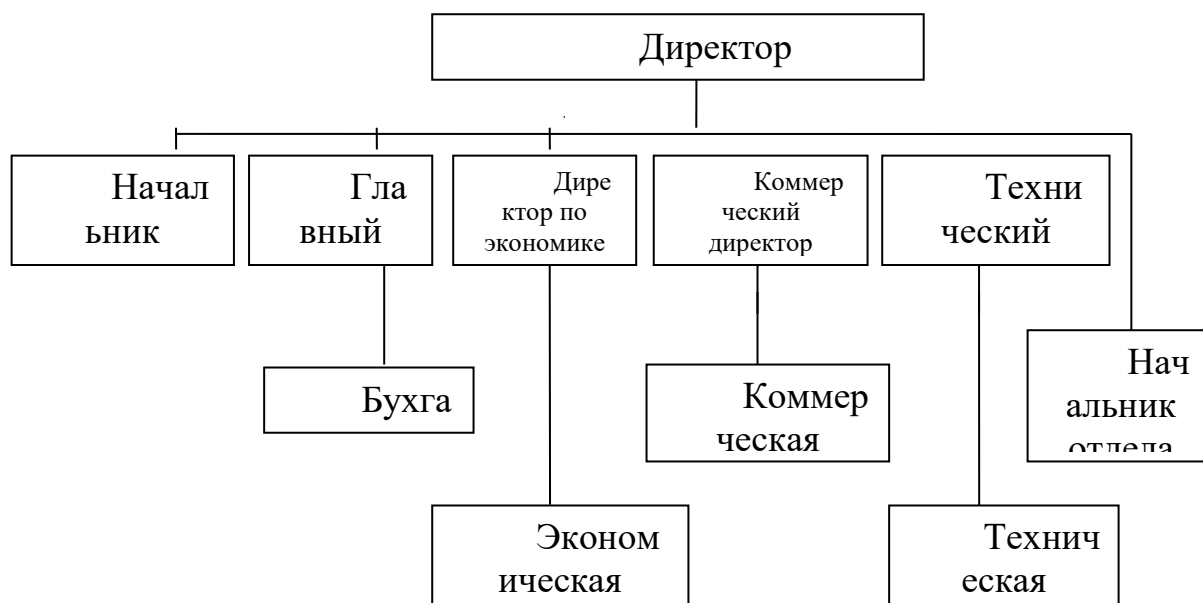 Директор
Начал
ьник
Гла
вный
Дире
ктор по
экономике
Коммер
ческий
директор
Техни
ческий
Бухга
Коммер
ческая
Нач
альник
отдела
Эконом
ическая
Технич
еская